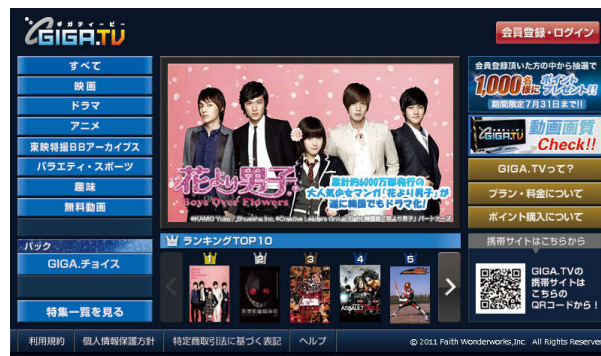 ギガティービー
GIGA.TV
会員登録・ログイン
すべて
映画
ドラマ
アニメ
東映特撮BBアーカイブス
バラエティ・スポーツ
趣味
無料動画
パック
GIGA.チョイス
特集一覧を見る
花より男子
Boys Over Flowers
累計約6000万部発行の
大人気少女マンガ「花より男子」が
遂に韓国でもドラマ化!
ランキングTOP10
1
2
3
4
5
会員登録頂いた方の中から抽選で
1,000名様に ポイントプレゼント!!
期間限定7月31日まで!!
GIGA.TV
動画画質
Check!!
GIGA.TVって?
プラン・料金について
ポイント購入について
携帯サイトはこちらから
GIGA.TVの
携帯サイトは
こちらの
QRコードから!
利用規約
個人情報保護方針
特定商取引法に基づく表記
ヘルプ
© 2011 Faith Wonderworks,Inc. All Rights Reserve